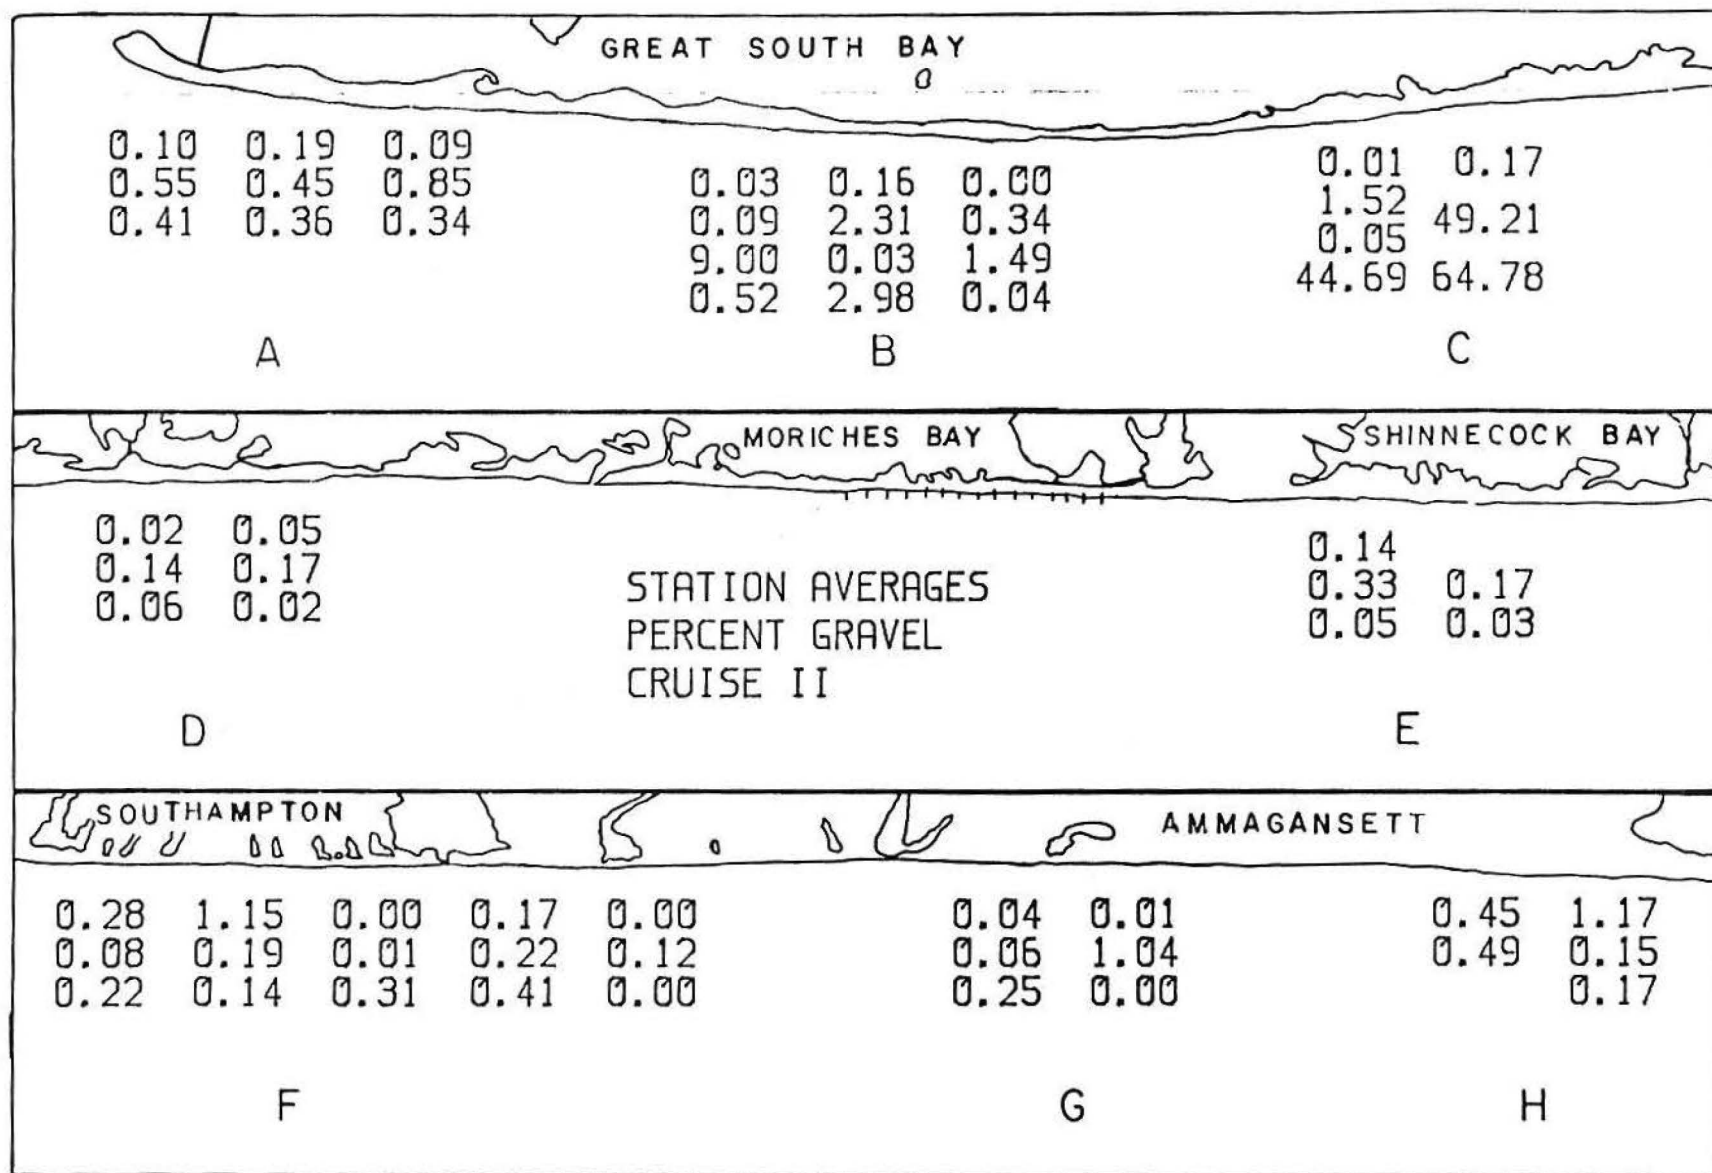 GREAT SOUTH BAY
0.10 0.19 0.09
0.55 0.45 0.85
0.41 0.36 0.34
A
0.03 0.16 0.00
0.09 2.31 0.34
9.00 0.03 1.49
0.52 2.98 0.04
B
0.01 0.17
1.52
49.21
0.05
44.69 64.78
C
MORICHES BAY
SHINNECOCK BAY
0.02 0.05
0.14 0.17
0.06 0.02
D
STATION AVERAGES
PERCENT GRAVEL
CRUISE II
0.14
0.33 0.17
0.05 0.03
E
SOUTHAMPTON
AMMAGANSETT
0.28 1.15 0.00 0.17 0.00
0.08 0.19 0.01 0.22 0.12
0.22 0.14 0.31 0.41 0.00
F
0.04 0.01
0.06 1.04
0.25 0.00
G
0.45 1.17
0.49 0.15
0.17
H